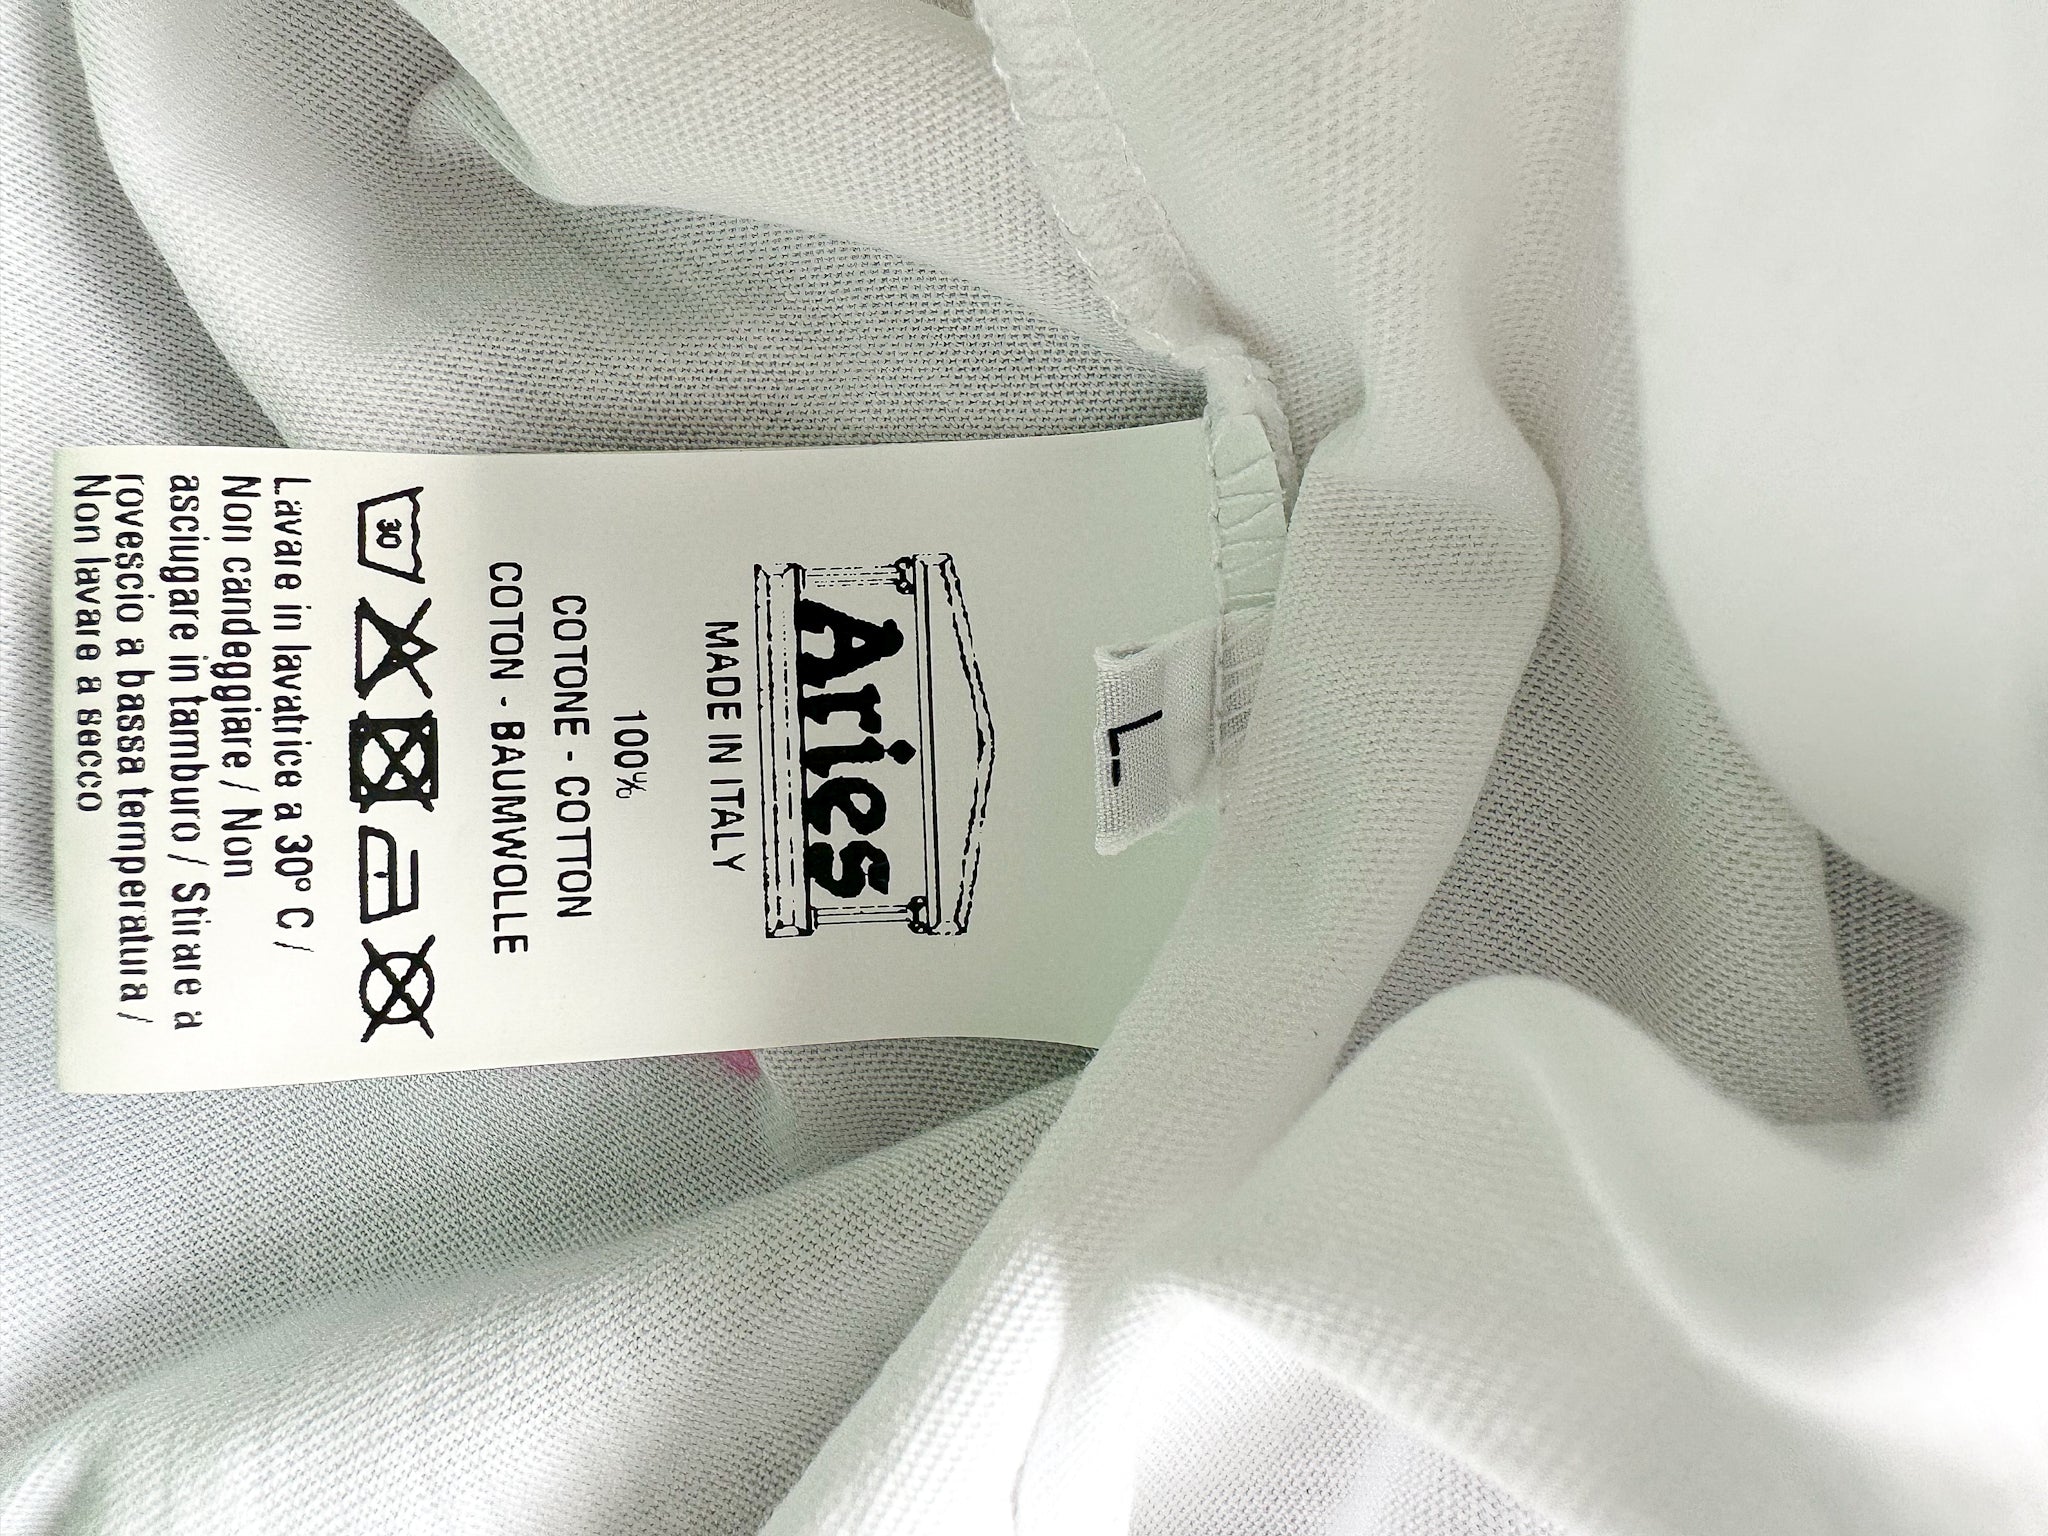 L-
Aries
MADE IN ITALY
100%
COTONE - COTTON
COTON - BAUMWOLLE
30
Lavare in lavatrice a 30° C /
Non candeggiare / Non
asciugare in tamburo / Stirare a
rovescio a bassa temperatura /
Non lavare a secco